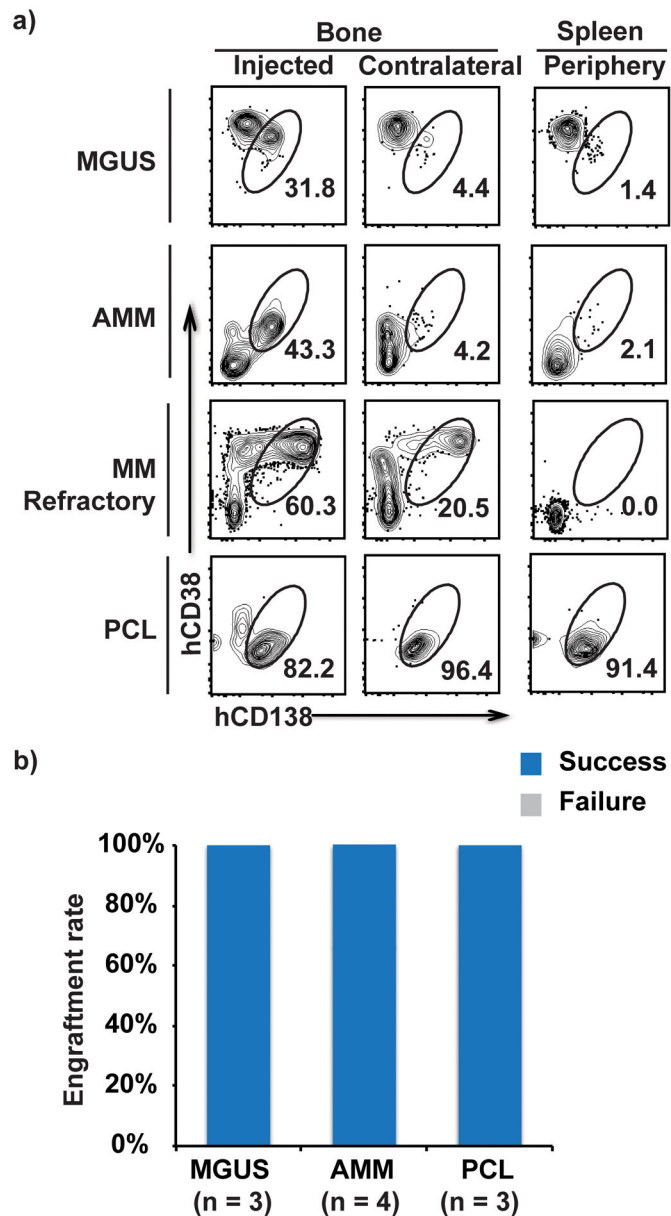 a)
Bone Spleen
Injected Contralateral Periphery
MGUS
31.8 4.4 1.4
AMM
43.3 4.2 2.1
MM
Refractory
60.3 20.5 0.0
PCL
82.2 96.4 91.4
hCD38
hCD138
b)
Success
Failure
Engraftment rate
100%
80%
60%
40%
20%
0%
MGUS AMM PCL
(n = 3) (n = 4) (n = 3)